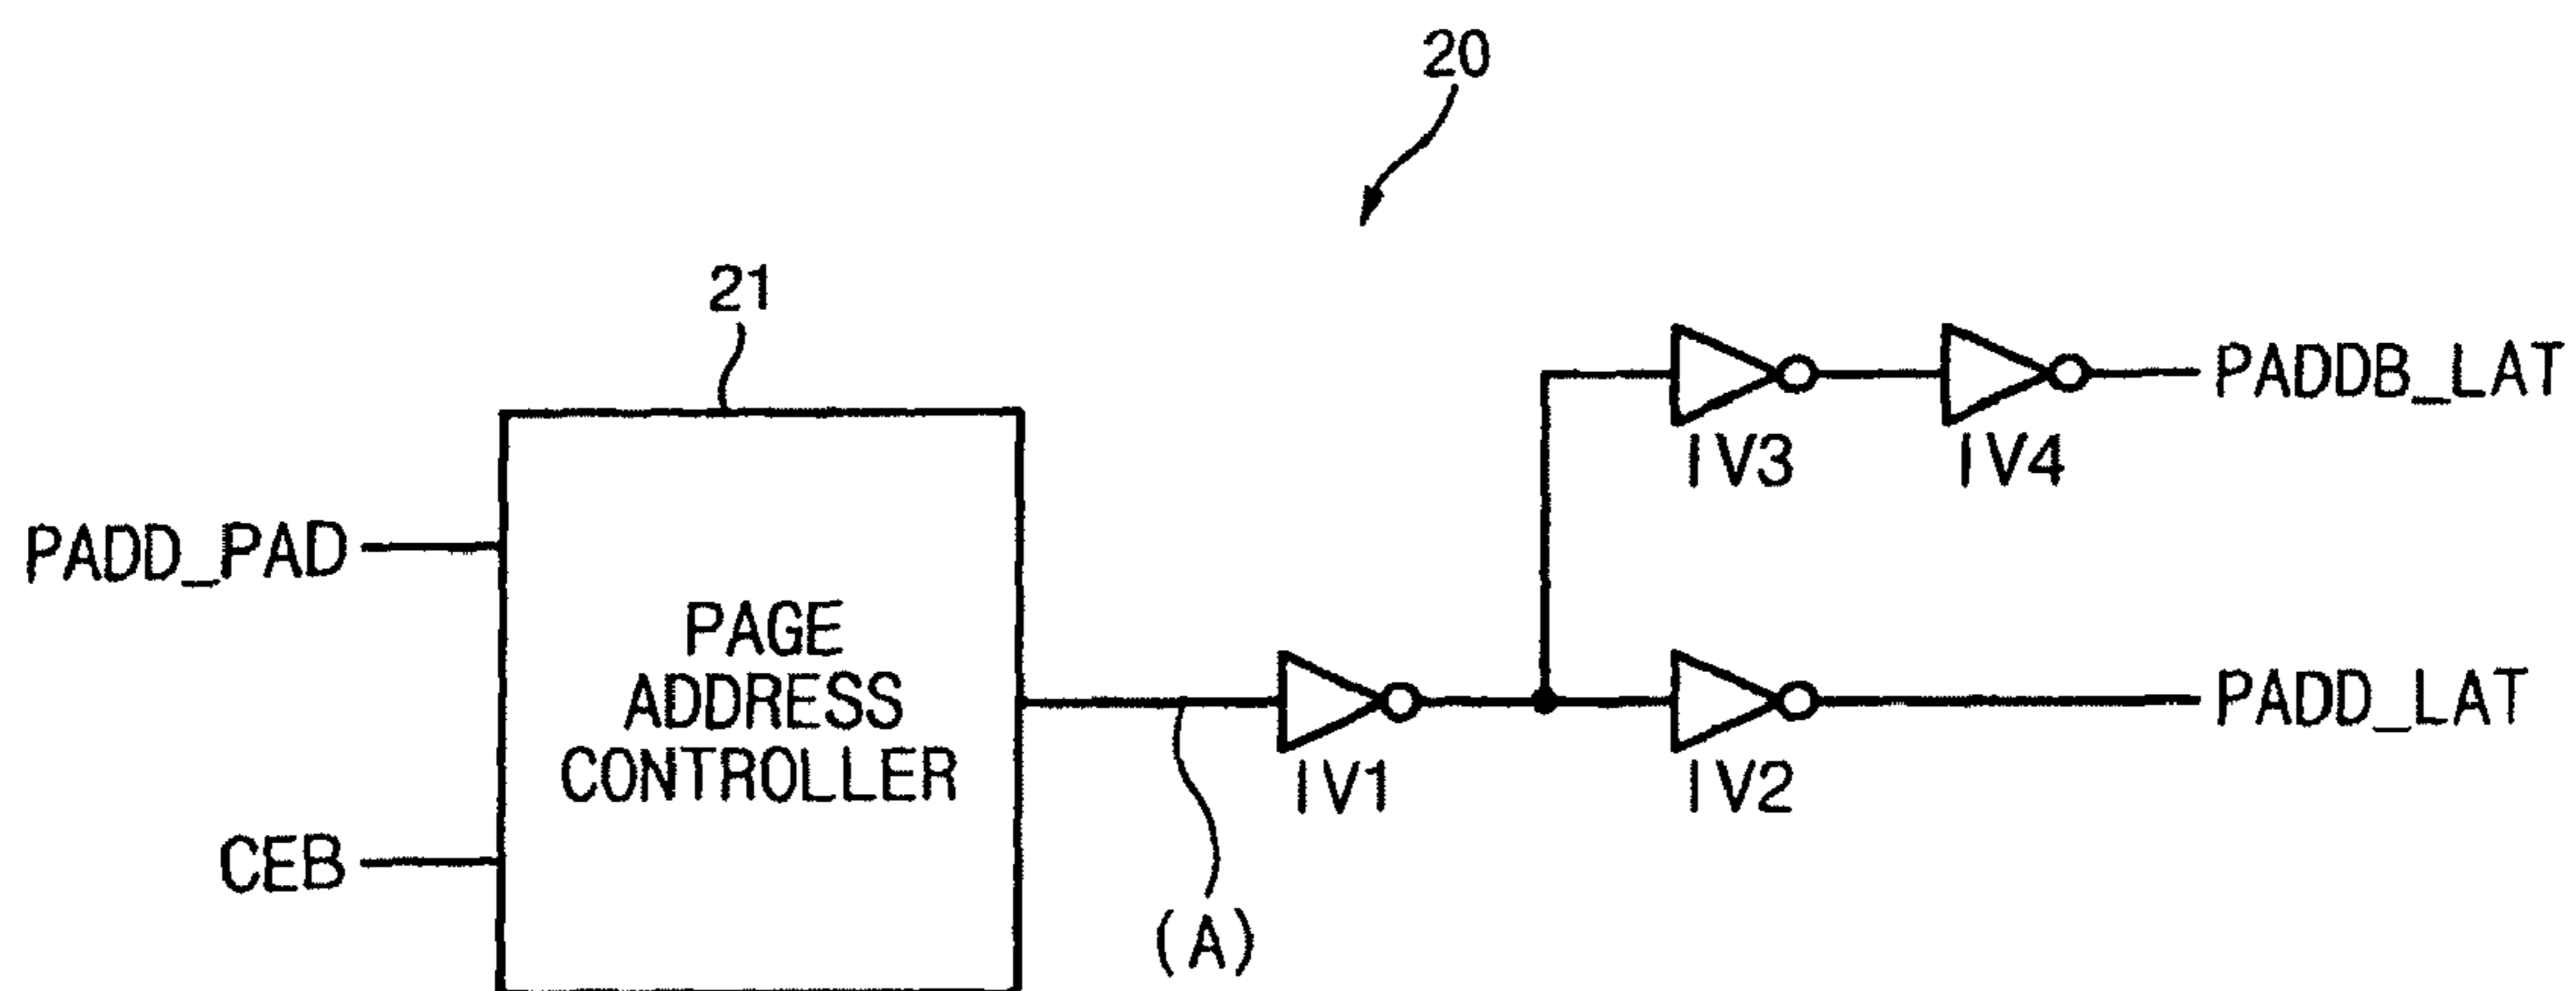 20
21
PADD_PAD
CEB
PAGE
ADDRESS
CONTROLLER
(A)
IV1
IV3
IV4
PADDB_LAT
IV2
PADD_LAT